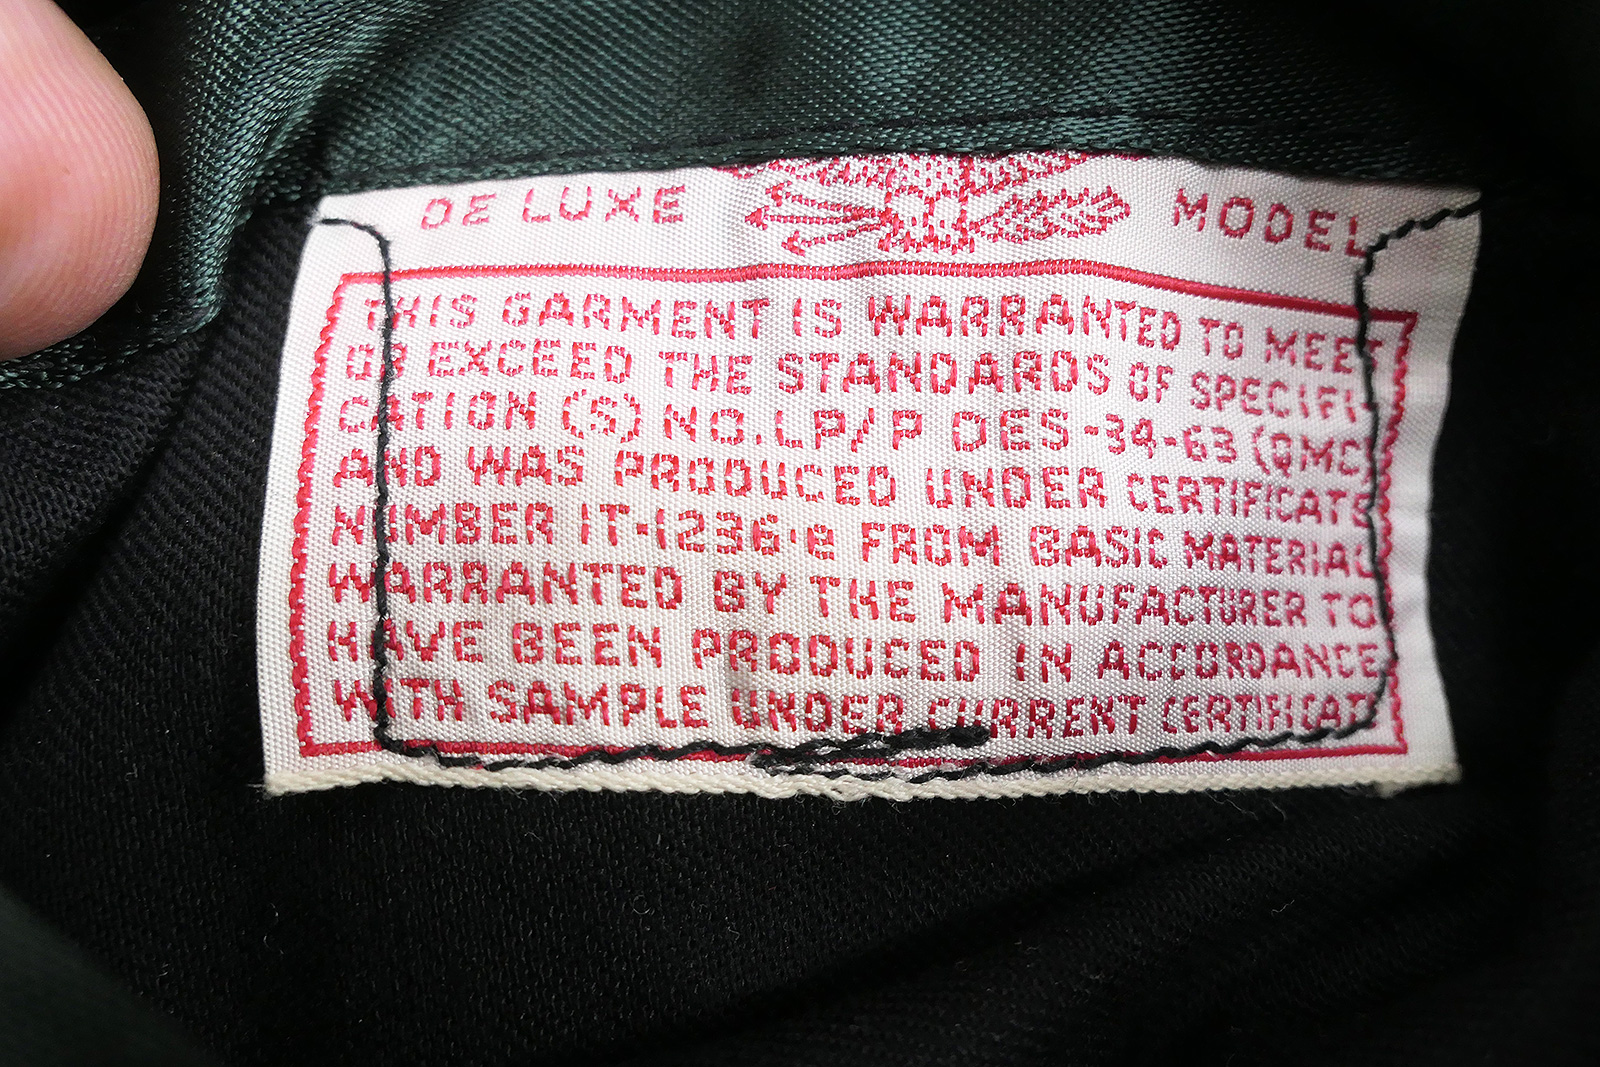 DE LUXE MODEL
THIS GARMENT IS WARRANTED TO MEET
OR EXCEED THE STANDARDS OF SPECIFI-
CATION (S) NO. LP/P DES-34-63 (QMC)
AND WAS PRODUCED UNDER CERTIFICATE
NUMBER IT-1236-e FROM BASIC MATERIAL
WARRANTED BY THE MANUFACTURER TO
HAVE BEEN PRODUCED IN ACCORDANCE
WITH SAMPLE UNDER CURRENT CERTIFICATE